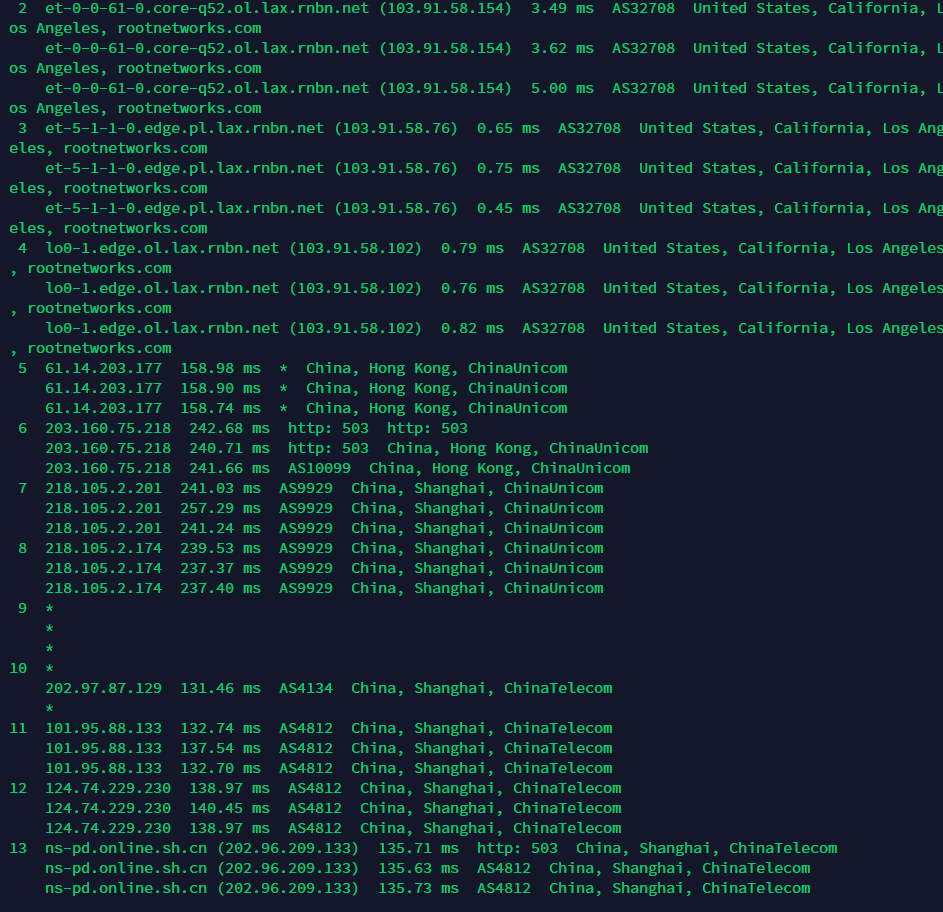 2  et-0-0-61-0.core-q52.ol.lax.rnbn.net (103.91.58.154)  3.49 ms  AS32708  United States, California, L
os Angeles, rootnetworks.com
et-0-0-61-0.core-q52.ol.lax.rnbn.net (103.91.58.154)  3.62 ms  AS32708  United States, California, L
os Angeles, rootnetworks.com
et-0-0-61-0.core-q52.ol.lax.rnbn.net (103.91.58.154)  5.00 ms  AS32708  United States, California, L
os Angeles, rootnetworks.com
3  et-5-1-1-0.edge.pl.lax.rnbn.net (103.91.58.76)  0.65 ms  AS32708  United States, California, Los Ang
eles, rootnetworks.com
et-5-1-1-0.edge.pl.lax.rnbn.net (103.91.58.76)  0.75 ms  AS32708  United States, California, Los Ang
eles, rootnetworks.com
et-5-1-1-0.edge.pl.lax.rnbn.net (103.91.58.76)  0.45 ms  AS32708  United States, California, Los Ang
eles, rootnetworks.com
4  lo0-1.edge.ol.lax.rnbn.net (103.91.58.102)  0.79 ms  AS32708  United States, California, Los Angeles
, rootnetworks.com
lo0-1.edge.ol.lax.rnbn.net (103.91.58.102)  0.76 ms  AS32708  United States, California, Los Angeles
, rootnetworks.com
lo0-1.edge.ol.lax.rnbn.net (103.91.58.102)  0.82 ms  AS32708  United States, California, Los Angeles
, rootnetworks.com
5  61.14.203.177  158.98 ms  *  China, Hong Kong, ChinaUnicom
61.14.203.177  158.90 ms  *  China, Hong Kong, ChinaUnicom
61.14.203.177  158.74 ms  *  China, Hong Kong, ChinaUnicom
6  203.160.75.218  242.68 ms  http: 503  http: 503
203.160.75.218  240.71 ms  http: 503  China, Hong Kong, ChinaUnicom
203.160.75.218  241.66 ms  AS10099  China, Hong Kong, ChinaUnicom
7  218.105.2.201  241.03 ms  AS9929  China, Shanghai, ChinaUnicom
218.105.2.201  257.29 ms  AS9929  China, Shanghai, ChinaUnicom
218.105.2.201  241.24 ms  AS9929  China, Shanghai, ChinaUnicom
8  218.105.2.174  239.53 ms  AS9929  China, Shanghai, ChinaUnicom
218.105.2.174  237.37 ms  AS9929  China, Shanghai, ChinaUnicom
218.105.2.174  237.40 ms  AS9929  China, Shanghai, ChinaUnicom
9  *
*
*
10  *
202.97.87.129  131.46 ms  AS4134  China, Shanghai, ChinaTelecom
*
11  101.95.88.133  132.74 ms  AS4812  China, Shanghai, ChinaTelecom
101.95.88.133  137.54 ms  AS4812  China, Shanghai, ChinaTelecom
101.95.88.133  132.70 ms  AS4812  China, Shanghai, ChinaTelecom
12  124.74.229.230  138.97 ms  AS4812  China, Shanghai, ChinaTelecom
124.74.229.230  140.45 ms  AS4812  China, Shanghai, ChinaTelecom
124.74.229.230  138.97 ms  AS4812  China, Shanghai, ChinaTelecom
13  ns-pd.online.sh.cn (202.96.209.133)  135.71 ms  http: 503  China, Shanghai, ChinaTelecom
ns-pd.online.sh.cn (202.96.209.133)  135.63 ms  AS4812  China, Shanghai, ChinaTelecom
ns-pd.online.sh.cn (202.96.209.133)  135.73 ms  AS4812  China, Shanghai, ChinaTelecom